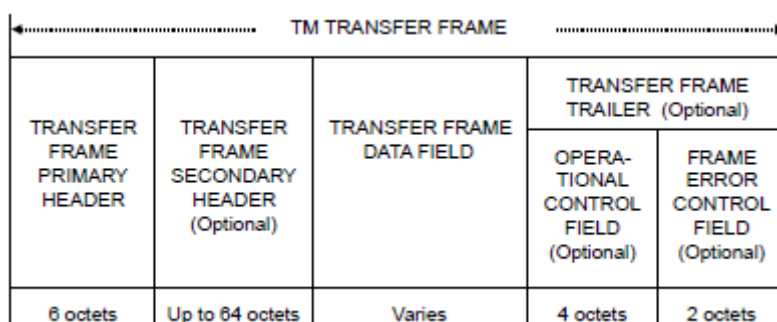 TM TRANSFER FRAME
TRANSFER
FRAME
PRIMARY
HEADER
TRANSFER
FRAME
SECONDARY
HEADER
(Optional)
TRANSFER FRAME
DATA FIELD
TRANSFER FRAME
TRAILER (Optional)
OPERA-
TIONAL
CONTROL
FIELD
(Optional)
FRAME
ERROR
CONTROL
FIELD
(Optional)
6 octets
Up to 64 octets
Varies
4 octets
2 octets